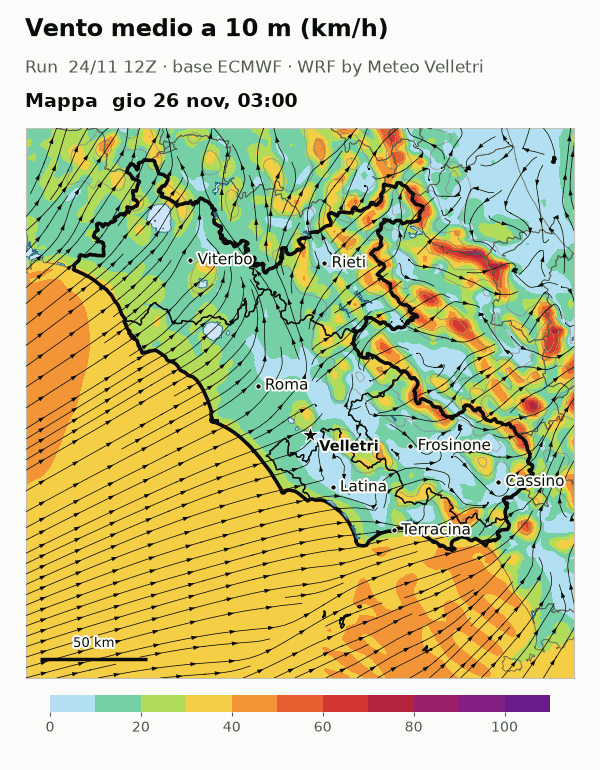 Vento medio a 10 m (km/h)
Run  24/11 12Z · base ECMWF · WRF by Meteo Velletri
Mappa  gio 26 nov, 03:00
Viterbo
Rieti
Roma
Velletri
Frosinone
Cassino
Latina
Terracina
50 km
0 20 40 60 80 100